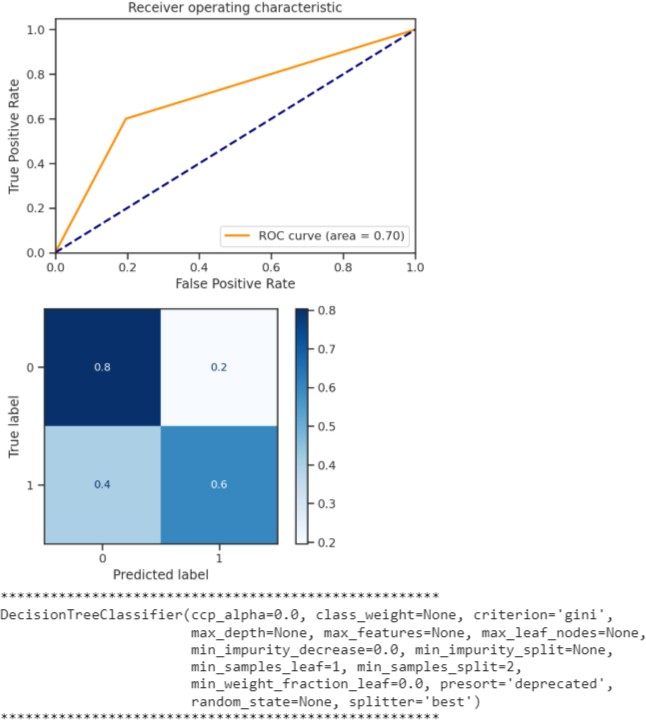 Receiver operating characteristic
1.0
0.8
0.6
0.4
0.2
0.0
True Positive Rate
ROC curve (area = 0.70)
0.0 0.2 0.4 0.6 0.8 1.0
False Positive Rate
0.8
0.8 0.2
0
0.7
0.6
True label
0.5
0.4
0.4 0.6
1
0.3
0.2
0 1
Predicted label
*****************************************************
DecisionTreeClassifier(ccp_alpha=0.0, class_weight=None, criterion='gini',
max_depth=None, max_features=None, max_leaf_nodes=None,
min_impurity_decrease=0.0, min_impurity_split=None,
min_samples_leaf=1, min_samples_split=2,
min_weight_fraction_leaf=0.0, presort='deprecated',
random_state=None, splitter='best')
*****************************************************